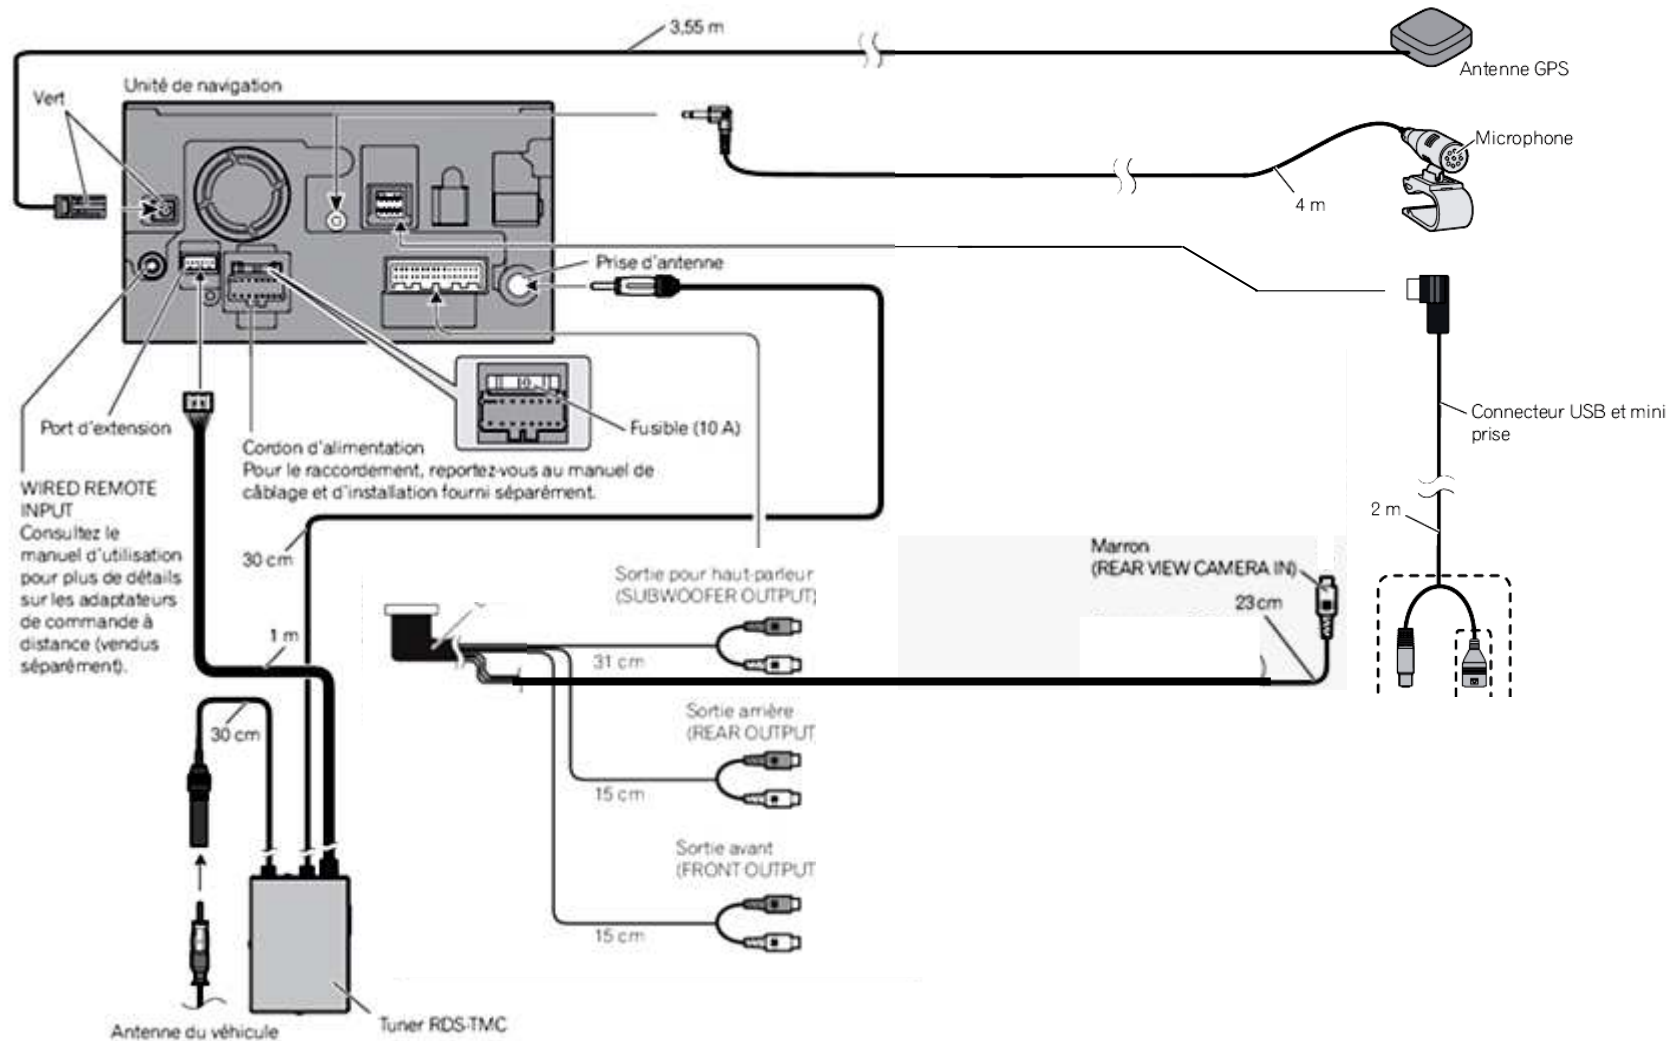 3,55 m
Antenne GPS
Unité de navigation
Vert
Microphone
4 m
Prise d'antenne
Port d'extension
Fusible (10 A)
Connecteur USB et mini
prise
Cordon d'alimentation
Pour le raccordement, reportez-vous au manuel de
câblage et d'installation fourni séparément.
WIRED REMOTE
INPUT
Consultez le
manuel d'utilisation
pour plus de détails
sur les adaptateurs
de commande à
distance (vendus
séparément).
2 m
30 cm
Marron
(REAR VIEW CAMERA IN)
23 cm
Sortie pour haut-parleur
(SUBWOOFER OUTPUT)
1 m
31 cm
Sortie arrière
(REAR OUTPUT
30 cm
15 cm
Sortie avant
(FRONT OUTPUT
15 cm
Antenne du véhicule
Tuner RDS-TMC